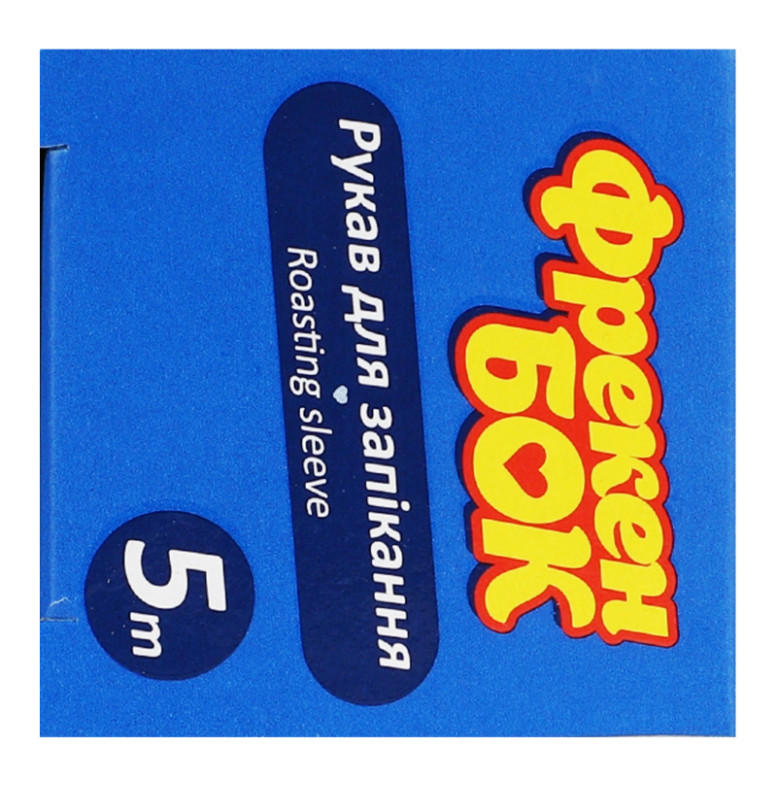 Фрекен
БОК
Рукав для запікання
Roasting sleeve
5m